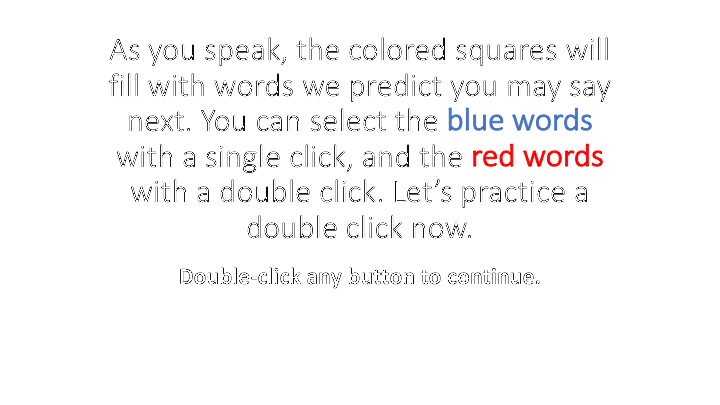 As you speak, the colored squares will
fill with words we predict you may say
next. You can select the blue words
with a single click, and the red words
with a double click. Let’s practice a
double click now.
Double-click any button to continue.